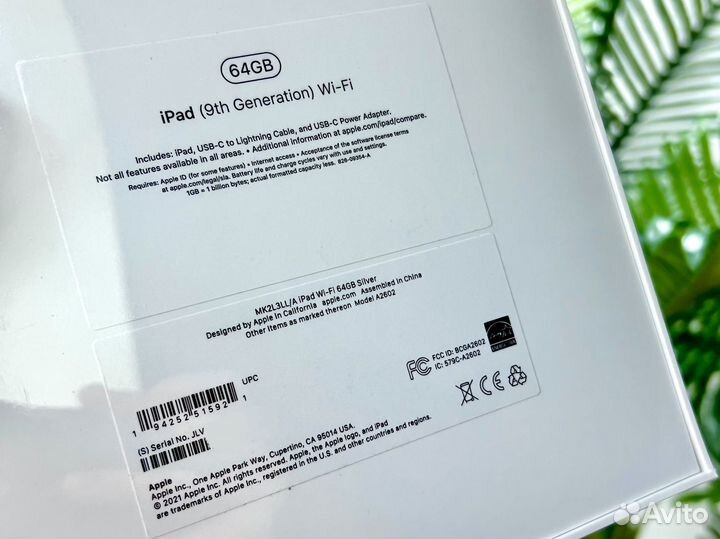 64GB
iPad (9th Generation) Wi-Fi
Includes: iPad, USB-C to Lightning Cable, and USB-C Power Adapter.
Not all features available in all areas. • Additional information at apple.com/ipad/compare.
Requires: Apple ID (for some features) • Internet access • Acceptance of the software license terms
at apple.com/legal/sla. Battery life and charge cycles vary with use and settings.
1GB = 1 billion bytes; actual formatted capacity less. 828-09354-A
MK2L3LL/A iPad Wi-Fi 64GB Silver
Designed by Apple in California apple.com Assembled in China
Other Items as marked thereon Model A2602
FCC ID: BCGA2602
IC: 579C-A2602
UPC
1 94252 51592 1
(S) Serial No. JLV
Apple
Apple Inc., One Apple Park Way, Cupertino, CA 95014 USA.
© 2021 Apple Inc. All rights reserved. Apple, the Apple logo, and iPad
are trademarks of Apple Inc., registered in the U.S. and other countries and regions.
Avito